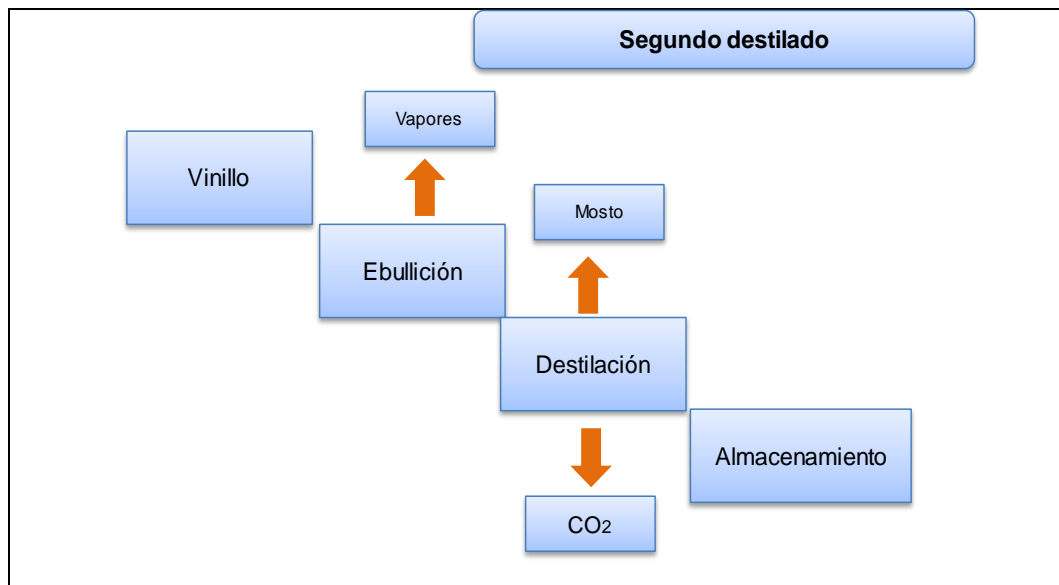 Segundo destilado
Vapores
Vinillo
Mosto
Ebullición
Destilación
Almacenamiento
CO2